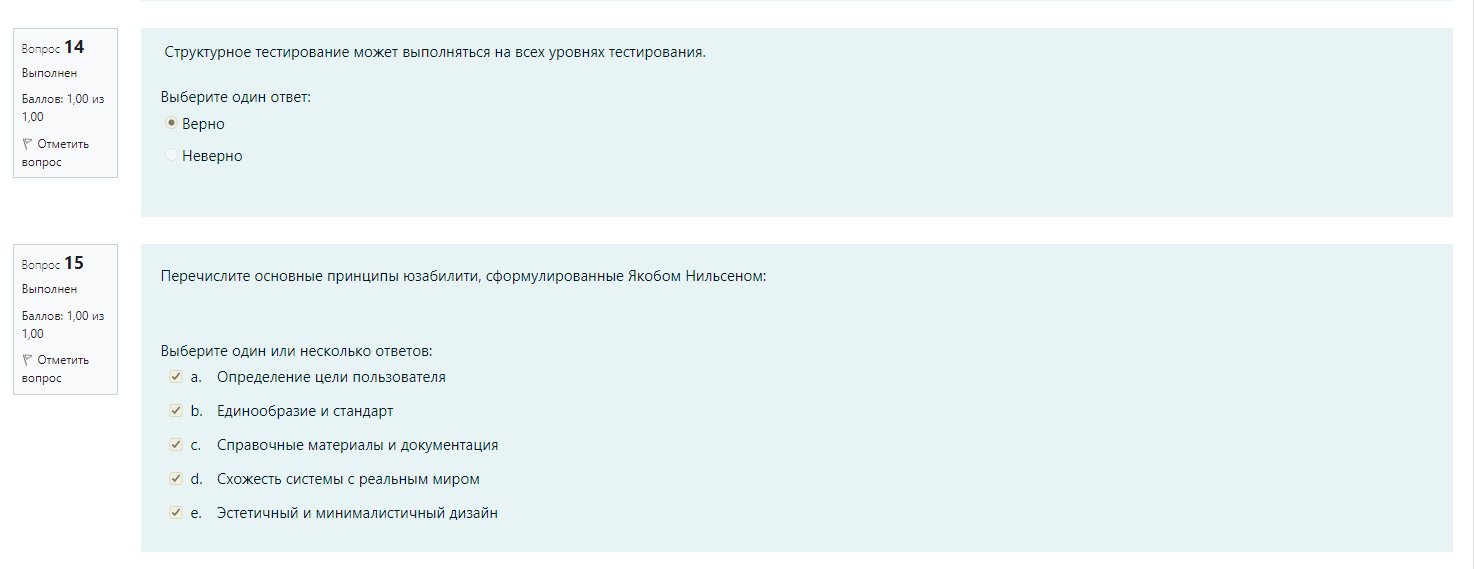 Вопрос 14
Выполнен
Баллов: 1,00 из
1,00
Отметить
вопрос
Структурное тестирование может выполняться на всех уровнях тестирования.
Выберите один ответ:
Верно
Неверно
Вопрос 15
Выполнен
Баллов: 1,00 из
1,00
Отметить
вопрос
Перечислите основные принципы юзабилити, сформулированные Якобом Нильсеном:
Выберите один или несколько ответов:
a. Определение цели пользователя
b. Единообразие и стандарт
c. Справочные материалы и документация
d. Схожесть системы с реальным миром
e. Эстетичный и минималистичный дизайн